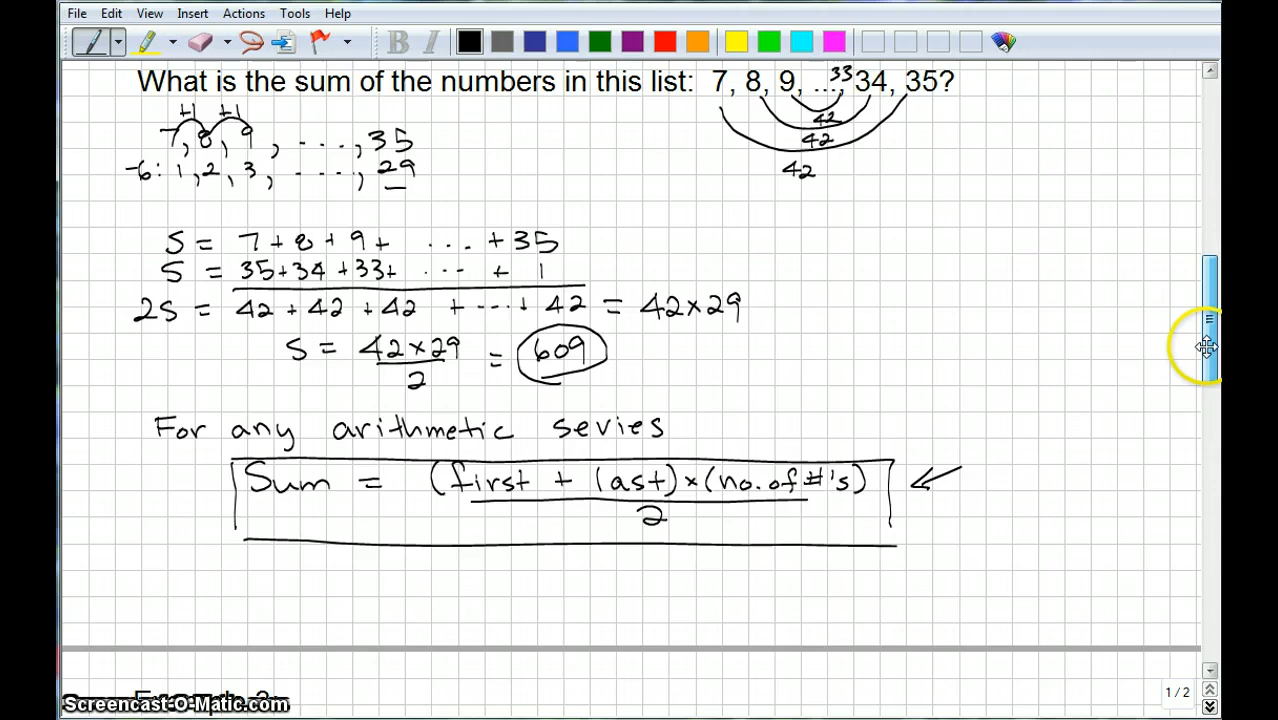 File Edit View Insert Actions Tools Help
B I
What is the sum of the numbers in this list: 7, 8, 9, ..., 34, 35?
33
+1 +1
7, 8, 9, ..., 35
-6: 1, 2, 3, ...., 29
42
42
42
S = 7 + 8 + 9 + ... + 35
S = 35+34 +33+ ... + 1
2S = 42 + 42 + 42 + ... + 42 = 42×29
S = 42×29 = 609
2
For any arithmetic series
Sum = (first + last)×(no. of #'s)
2
1 / 2
Screencast-O-Matic.com